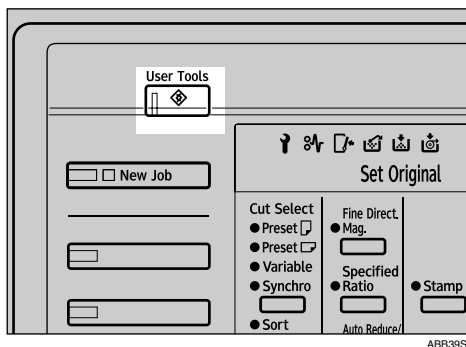 User Tools
New Job
Set Original
Cut Select
Preset
Preset
Variable
Synchro
Sort
Fine Direct.
Mag.
Specified
Ratio
Auto Reduce/
Stamp
ABB39S